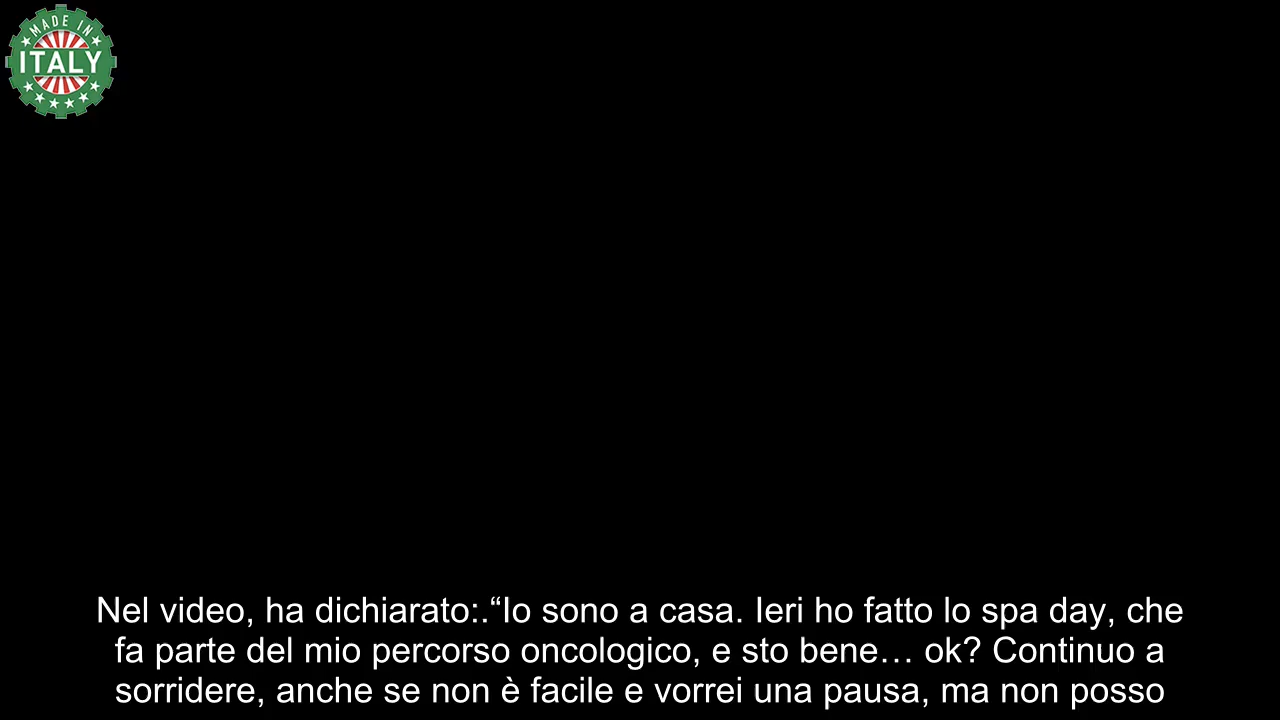 MADE IN
ITALY
Nel video, ha dichiarato:.“Io sono a casa. Ieri ho fatto lo spa day, che
fa parte del mio percorso oncologico, e sto bene… ok? Continuo a
sorridere, anche se non è facile e vorrei una pausa, ma non posso